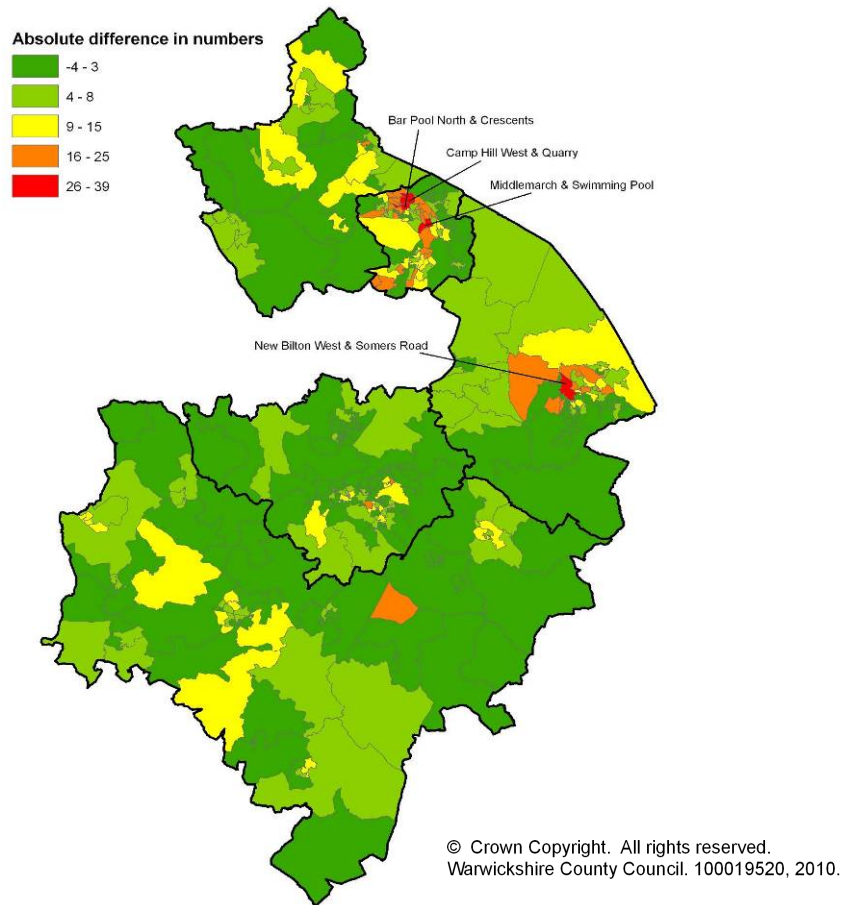 Absolute difference in numbers
-4 - 3
4 - 8
9 - 15
16 - 25
26 - 39
Bar Pool North & Crescents
Camp Hill West & Quarry
Middlemarch & Swimming Pool
New Bilton West & Somers Road
© Crown Copyright. All rights reserved.
Warwickshire County Council. 100019520, 2010.